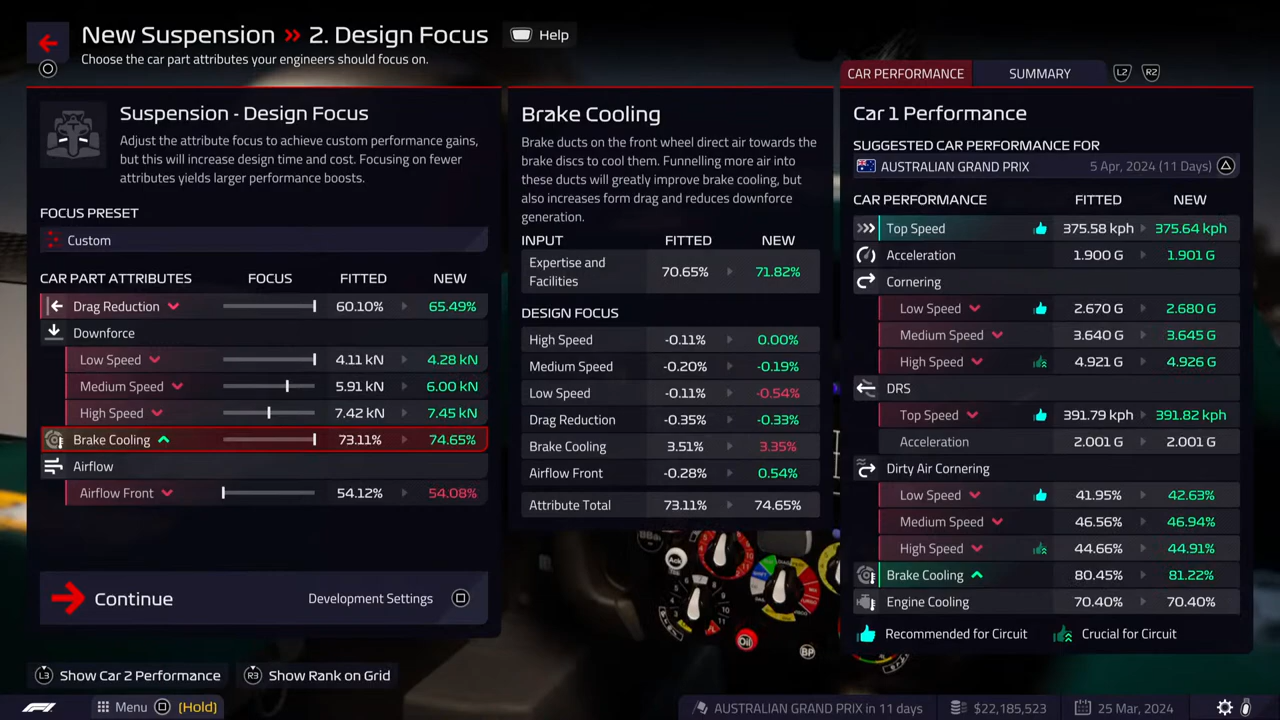 New Suspension » 2. Design Focus
Help
Choose the car part attributes your engineers should focus on.
Suspension - Design Focus
Adjust the attribute focus to achieve custom performance gains,
but this will increase design time and cost. Focusing on fewer
attributes yields larger performance boosts.
FOCUS PRESET
Custom
CAR PART ATTRIBUTES FOCUS FITTED NEW
Drag Reduction 60.10% 65.49%
Downforce
Low Speed 4.11 kN 4.28 kN
Medium Speed 5.91 kN 6.00 kN
High Speed 7.42 kN 7.45 kN
Brake Cooling 73.11% 74.65%
Airflow
Airflow Front 54.12% 54.08%
Continue Development Settings
Brake Cooling
Brake ducts on the front wheel direct air towards the
brake discs to cool them. Funnelling more air into
these ducts will greatly improve brake cooling, but
also increases form drag and reduces downforce
generation.
INPUT FITTED NEW
Expertise and
Facilities 70.65% 71.82%
DESIGN FOCUS
High Speed -0.11% 0.00%
Medium Speed -0.20% -0.19%
Low Speed -0.11% -0.54%
Drag Reduction -0.35% -0.33%
Brake Cooling 3.51% 3.35%
Airflow Front -0.28% 0.54%
Attribute Total 73.11% 74.65%
CAR PERFORMANCE SUMMARY L2 R2
Car 1 Performance
SUGGESTED CAR PERFORMANCE FOR
AUSTRALIAN GRAND PRIX 5 Apr, 2024 (11 Days)
CAR PERFORMANCE FITTED NEW
Top Speed 375.58 kph 375.64 kph
Acceleration 1.900 G 1.901 G
Cornering
Low Speed 2.670 G 2.680 G
Medium Speed 3.640 G 3.645 G
High Speed 4.921 G 4.926 G
DRS
Top Speed 391.79 kph 391.82 kph
Acceleration 2.001 G 2.001 G
Dirty Air Cornering
Low Speed 41.95% 42.63%
Medium Speed 46.56% 46.94%
High Speed 44.66% 44.91%
Brake Cooling 80.45% 81.22%
Engine Cooling 70.40% 70.40%
Recommended for Circuit Crucial for Circuit
Ack
Oil
BP
L3 Show Car 2 Performance R3 Show Rank on Grid
F1 Menu (Hold) AUSTRALIAN GRAND PRIX in 11 days $22,185,523 25 Mar, 2024